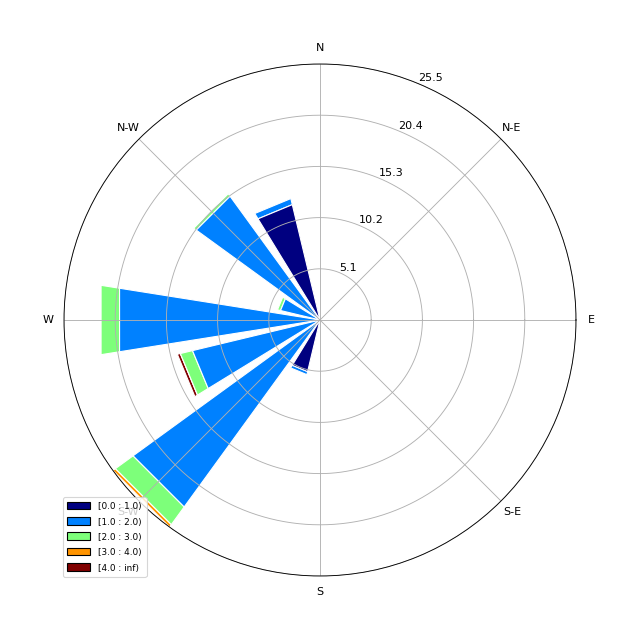 N
25.5
N-W
N-E
20.4
15.3
10.2
5.1
W
E
[0.0 : 1.0)
S-W
S-E
[1.0 : 2.0)
[2.0 : 3.0)
[3.0 : 4.0)
[4.0 : inf)
S